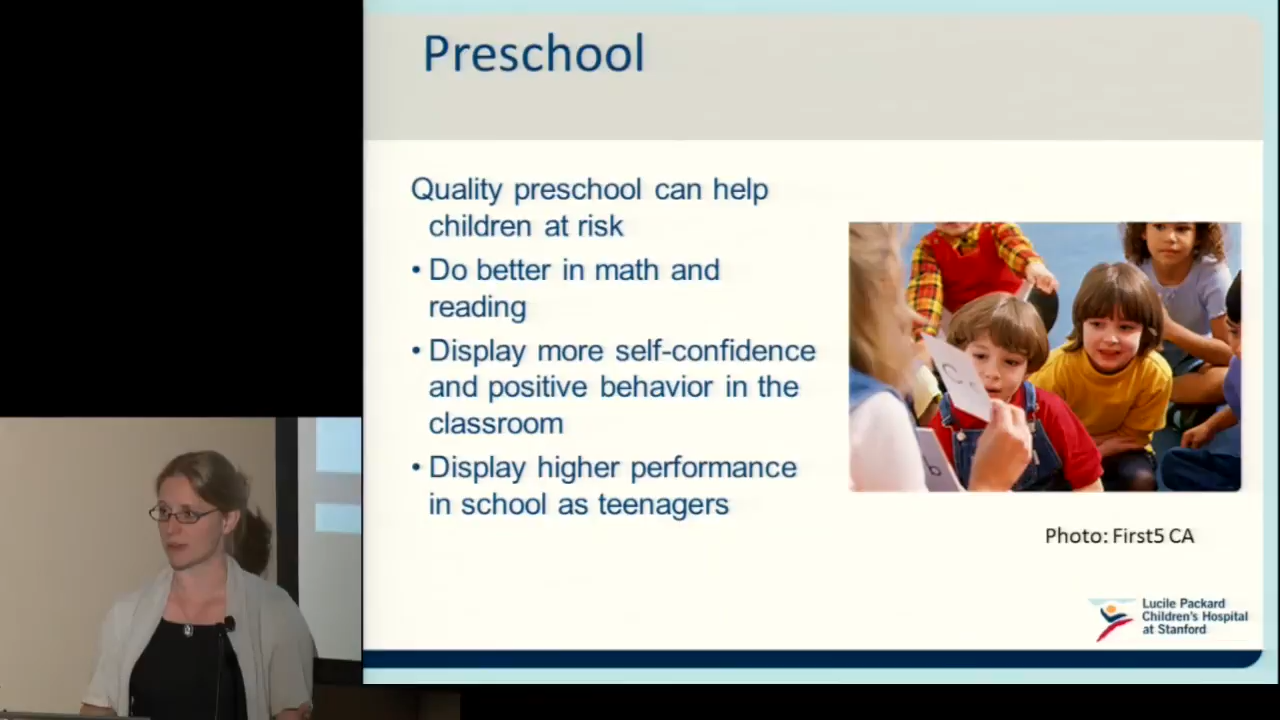 Preschool
Quality preschool can help
children at risk
• Do better in math and
reading
• Display more self-confidence
and positive behavior in the
classroom
• Display higher performance
in school as teenagers
C c
b
Photo: First5 CA
Lucile Packard
Children's Hospital
at Stanford